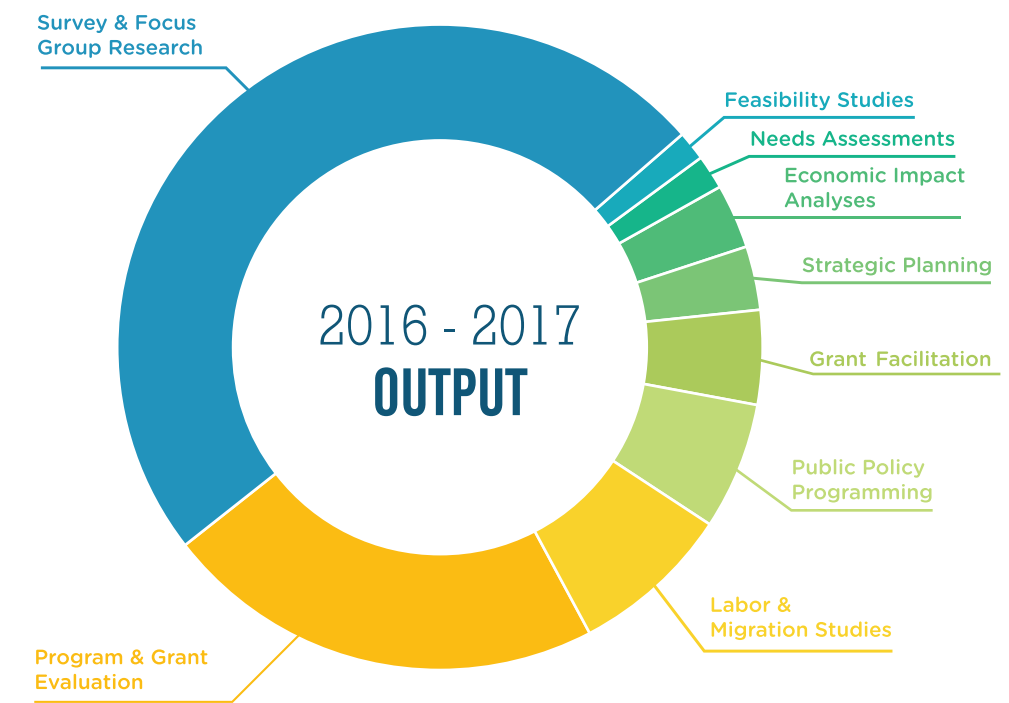 Survey & Focus
Group Research
Feasibility Studies
Needs Assessments
Economic Impact
Analyses
Strategic Planning
2016 - 2017
OUTPUT
Grant Facilitation
Public Policy
Programming
Labor &
Migration Studies
Program & Grant
Evaluation